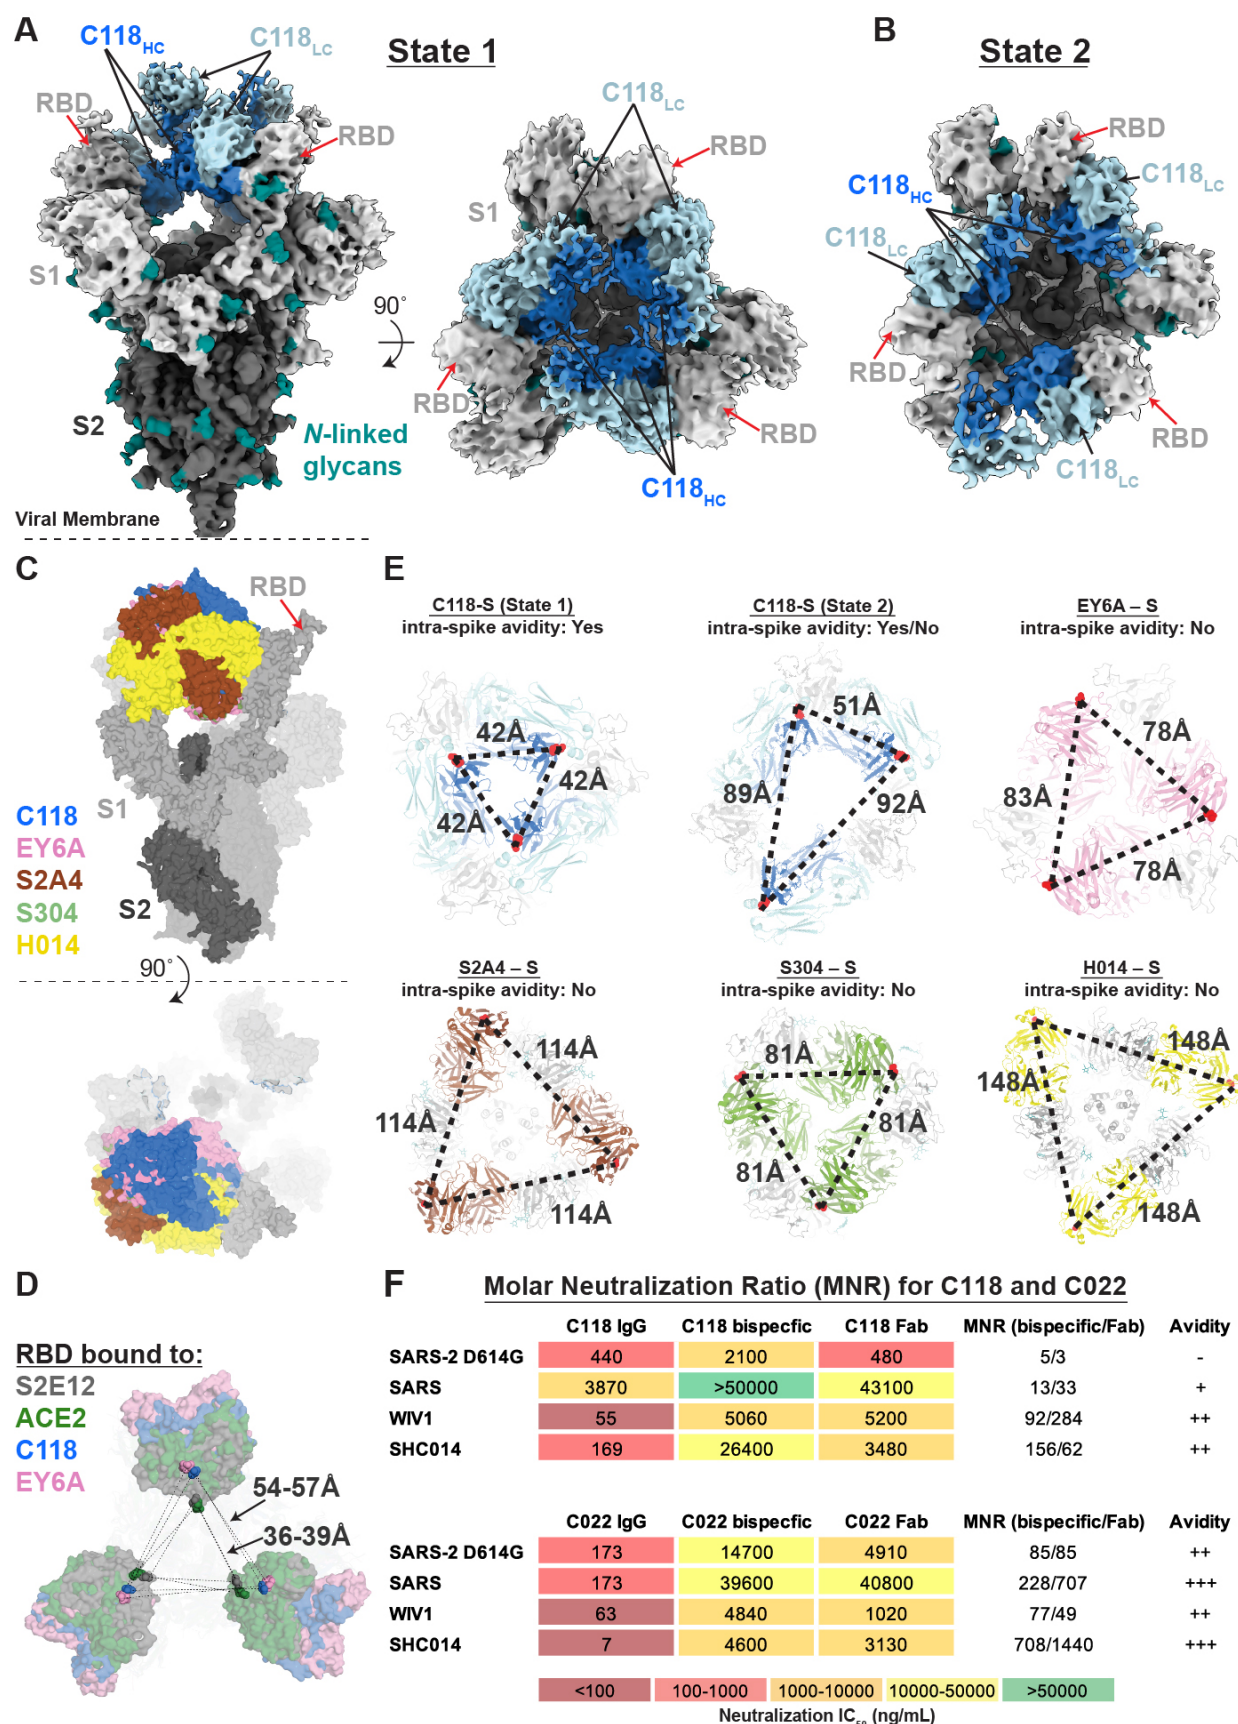 A
C118HC
C118LC
State 1
B
State 2
RBD
RBD
S1
S2
N-linked
glycans
Viral Membrane
90°
C118LC
RBD
S1
RBD
RBD
C118HC
RBD
C118LC
C118HC
C118LC
RBD
RBD
C118LC
C
RBD
S1
C118
EY6A
S2A4
S304
H014
S2
90°
E
C118-S (State 1)
intra-spike avidity: Yes
42Å
42Å
42Å
C118-S (State 2)
intra-spike avidity: Yes/No
51Å
89Å
92Å
EY6A – S
intra-spike avidity: No
78Å
83Å
78Å
S2A4 – S
intra-spike avidity: No
114Å
114Å
114Å
S304 – S
intra-spike avidity: No
81Å
81Å
81Å
H014 – S
intra-spike avidity: No
148Å
148Å
148Å
D
RBD bound to:
S2E12
ACE2
C118
EY6A
54-57Å
36-39Å
F
Molar Neutralization Ratio (MNR) for C118 and C022
C118 IgG C118 bispecfic C118 Fab MNR (bispecific/Fab) Avidity
SARS-2 D614G 440 2100 480 5/3 -
SARS 3870 >50000 43100 13/33 +
WIV1 55 5060 5200 92/284 ++
SHC014 169 26400 3480 156/62 ++
C022 IgG C022 bispecfic C022 Fab MNR (bispecific/Fab) Avidity
SARS-2 D614G 173 14700 4910 85/85 ++
SARS 173 39600 40800 228/707 +++
WIV1 63 4840 1020 77/49 ++
SHC014 7 4600 3130 708/1440 +++
<100 100-1000 1000-10000 10000-50000 >50000
Neutralization IC50 (ng/mL)